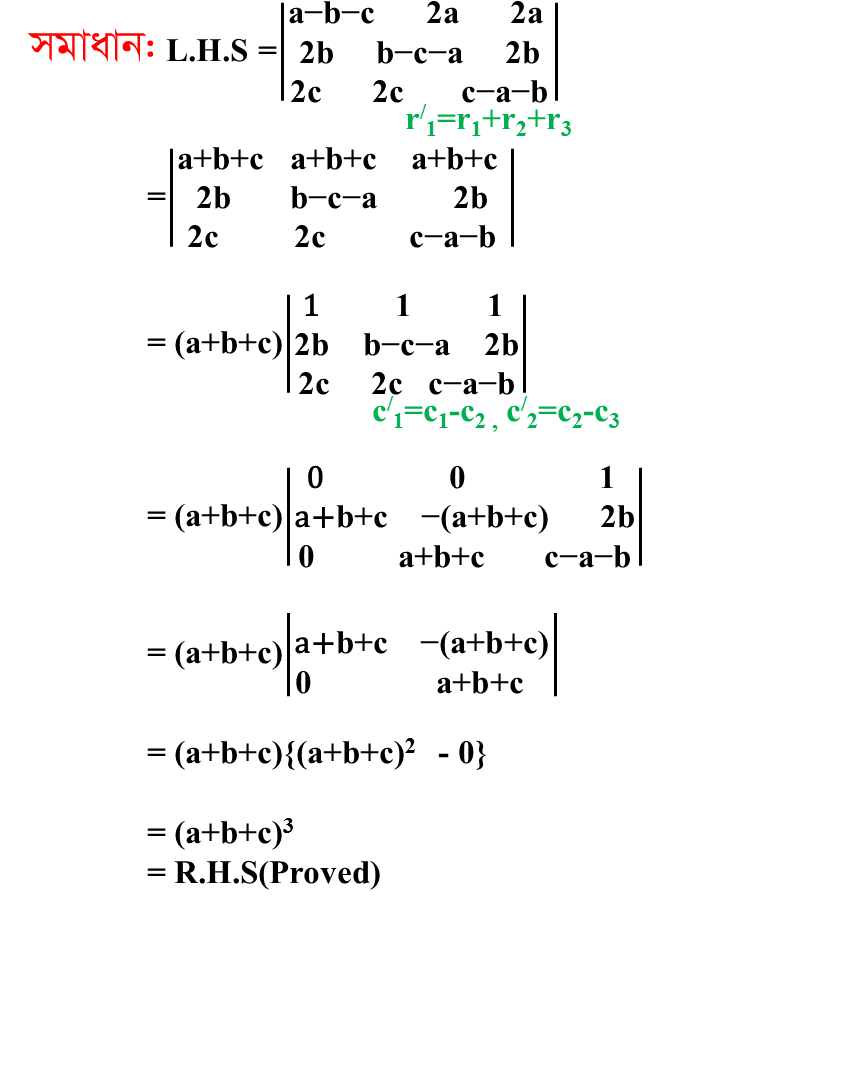 a−b−c 2a 2a
সমাধানঃ L.H.S = 2b b−c−a 2b
2c 2c c−a−b
r/1=r1+r2+r3
a+b+c a+b+c a+b+c
= 2b b−c−a 2b
2c 2c c−a−b
1 1 1
= (a+b+c) 2b b−c−a 2b
2c 2c c−a−b
c/1=c1-c2 , c/2=c2-c3
0 0 1
= (a+b+c) a+b+c −(a+b+c) 2b
0 a+b+c c−a−b
= (a+b+c) a+b+c −(a+b+c)
0 a+b+c
= (a+b+c){(a+b+c)² - 0}
= (a+b+c)³
= R.H.S(Proved)